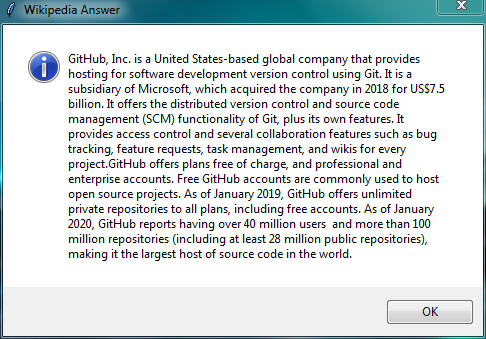 Wikipedia Answer
GitHub, Inc. is a United States-based global company that provides
hosting for software development version control using Git. It is a
subsidiary of Microsoft, which acquired the company in 2018 for US$7.5
billion. It offers the distributed version control and source code
management (SCM) functionality of Git, plus its own features. It
provides access control and several collaboration features such as bug
tracking, feature requests, task management, and wikis for every
project.GitHub offers plans free of charge, and professional and
enterprise accounts. Free GitHub accounts are commonly used to host
open source projects. As of January 2019, GitHub offers unlimited
private repositories to all plans, including free accounts. As of January
2020, GitHub reports having over 40 million users  and more than 100
million repositories (including at least 28 million public repositories),
making it the largest host of source code in the world.
OK